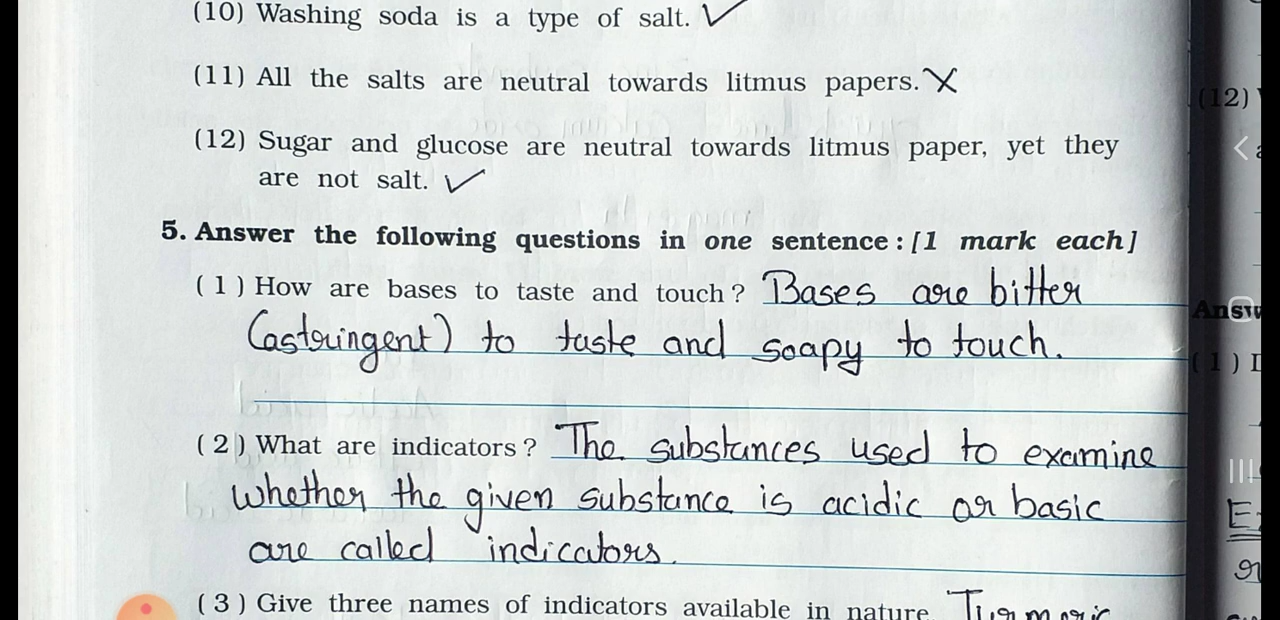 (10) Washing soda is a type of salt. ✓
(11) All the salts are neutral towards litmus papers. ✗
(12) Sugar and glucose are neutral towards litmus paper, yet they
are not salt. ✓
5. Answer the following questions in one sentence : [1 mark each]
( 1 ) How are bases to taste and touch ? Bases are bitter
(astringent) to taste and soapy to touch.
( 2 ) What are indicators ? The substances used to examine
whether the given substance is acidic or basic
are called indicators.
( 3 ) Give three names of indicators available in nature. Turmeric
(12)
Answ
( 1 )